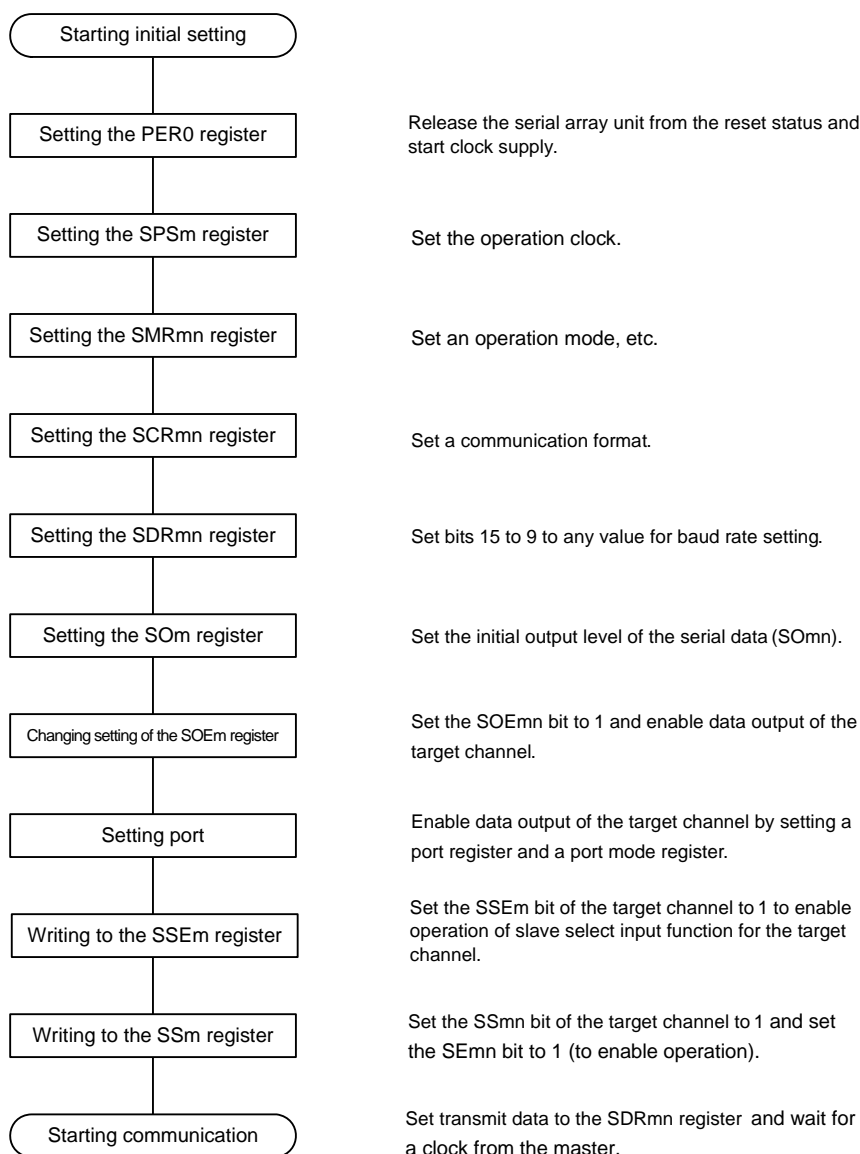 Starting initial setting
Setting the PER0 register
Release the serial array unit from the reset status and
start clock supply.
Setting the SPSm register
Set the operation clock.
Setting the SMRmn register
Set an operation mode, etc.
Setting the SCRmn register
Set a communication format.
Setting the SDRmn register
Set bits 15 to 9 to any value for baud rate setting.
Setting the SOm register
Set the initial output level of the serial data (SOmn).
Changing setting of the SOEm register
Set the SOEmn bit to 1 and enable data output of the
target channel.
Setting port
Enable data output of the target channel by setting a
port register and a port mode register.
Writing to the SSEm register
Set the SSEm bit of the target channel to 1 to enable
operation of slave select input function for the target
channel.
Writing to the SSm register
Set the SSmn bit of the target channel to 1 and set
the SEmn bit to 1 (to enable operation).
Starting communication
Set transmit data to the SDRmn register and wait for
a clock from the master.